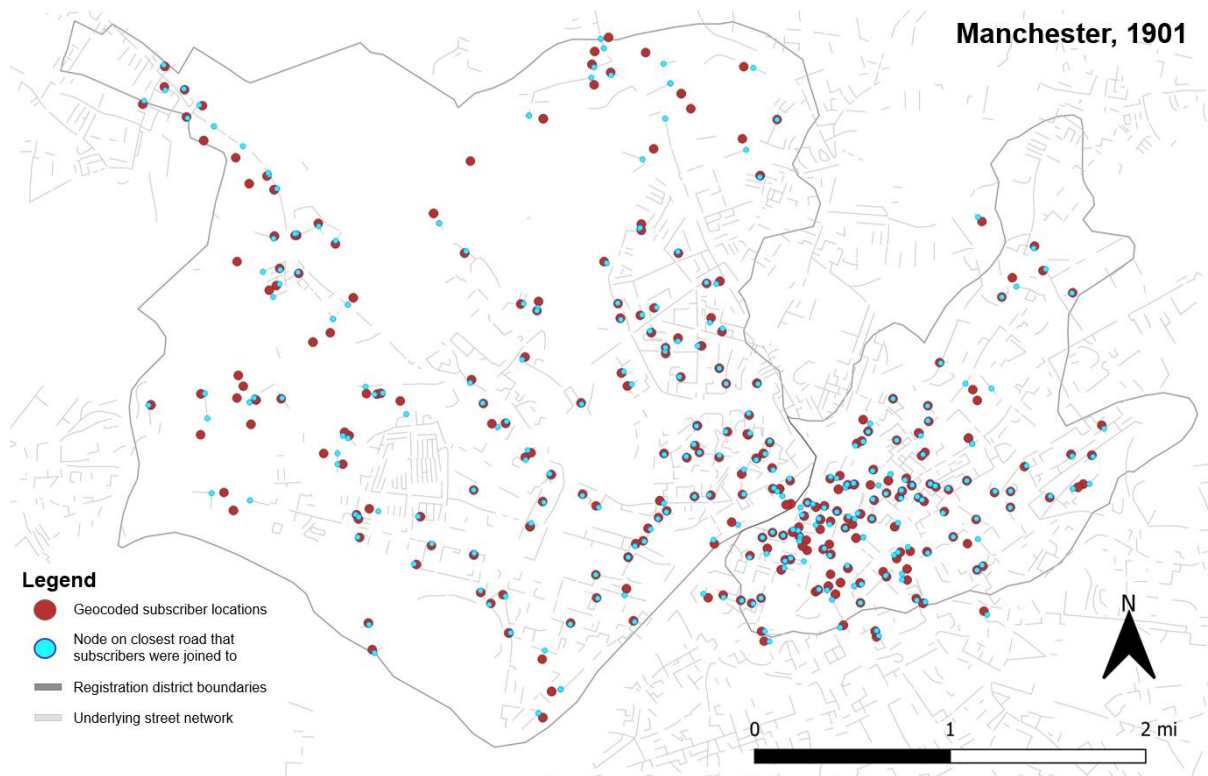 Manchester, 1901
Legend
Geocoded subscriber locations
Node on closest road that
subscribers were joined to
Registration district boundaries
Underlying street network
N
0 1 2 mi